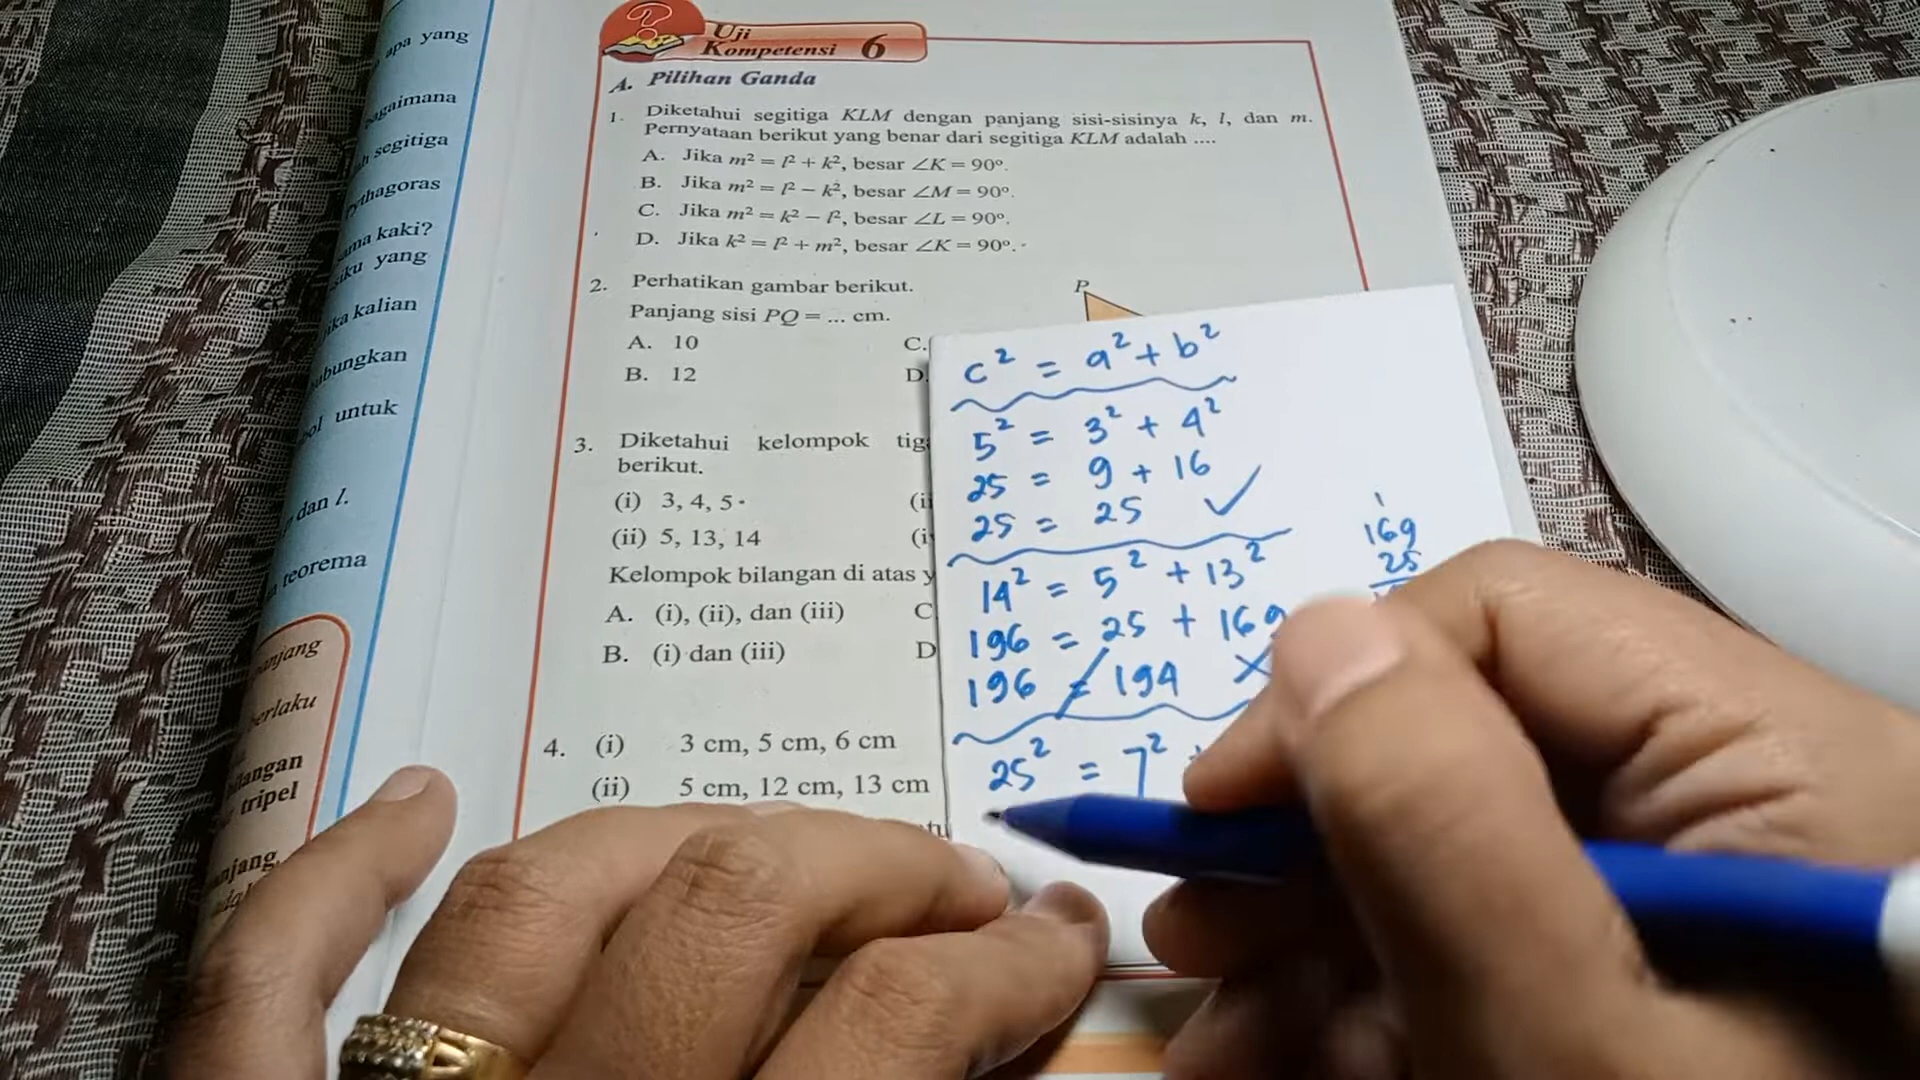 apa yang
bagaimana
segitiga
Pythagoras
sama kaki?
siku yang
jika kalian
hubungkan
untuk
dan l.
teorema
panjang
berlaku
bilangan
tripel
panjang
Uji
Kompetensi 6
A. Pilihan Ganda
1. Diketahui segitiga KLM dengan panjang sisi-sisinya k, l, dan m.
Pernyataan berikut yang benar dari segitiga KLM adalah ....
A. Jika m² = l² + k², besar ∠K = 90°.
B. Jika m² = l² − k², besar ∠M = 90°.
C. Jika m² = k² − l², besar ∠L = 90°.
D. Jika k² = l² + m², besar ∠K = 90°.
2. Perhatikan gambar berikut.
Panjang sisi PQ = ... cm.
A. 10
B. 12
C.
D.
P
3. Diketahui kelompok tig
berikut.
(i) 3, 4, 5
(ii) 5, 13, 14
Kelompok bilangan di atas y
A. (i), (ii), dan (iii)
B. (i) dan (iii)
C
D
4. (i) 3 cm, 5 cm, 6 cm
(ii) 5 cm, 12 cm, 13 cm
c² = a² + b²
5² = 3² + 4²
25 = 9 + 16
25 = 25 ✓
14² = 5² + 13²
196 = 25 + 169
196 ≠ 194 ×
25² = 7²
1
169
25